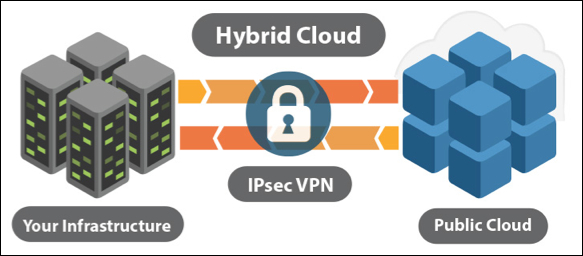 Hybrid Cloud
IPsec VPN
Your Infrastructure
Public Cloud